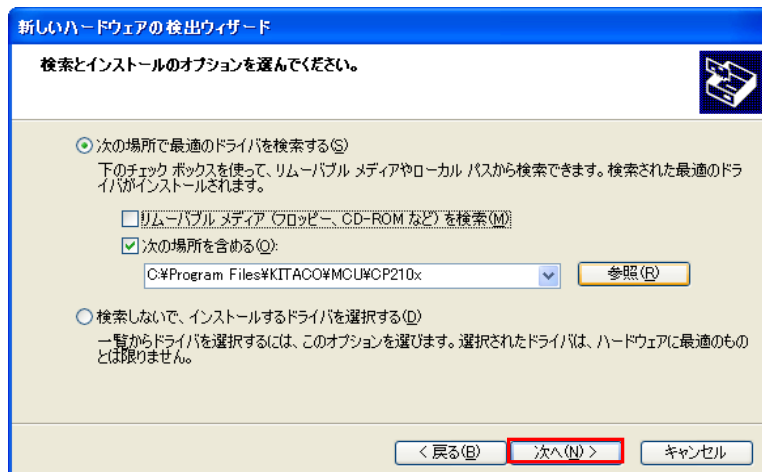 新しいハードウェアの検出ウィザード
検索とインストールのオプションを選んでください。
次の場所で最適のドライバを検索する(S)
下のチェック ボックスを使って、リムーバブル メディアやローカル パスから検索できます。検索された最適のドラ
イバがインストールされます。
リムーバブル メディア (フロッピー、CD-ROM など) を検索(M)
次の場所を含める(O):
C:¥Program Files¥KITACO¥MCU¥CP210x
参照(R)
検索しないで、インストールするドライバを選択する(D)
一覧からドライバを選択するには、このオプションを選びます。選択されたドライバは、ハードウェアに最適のもの
とは限りません。
< 戻る(B)
次へ(N) >
キャンセル